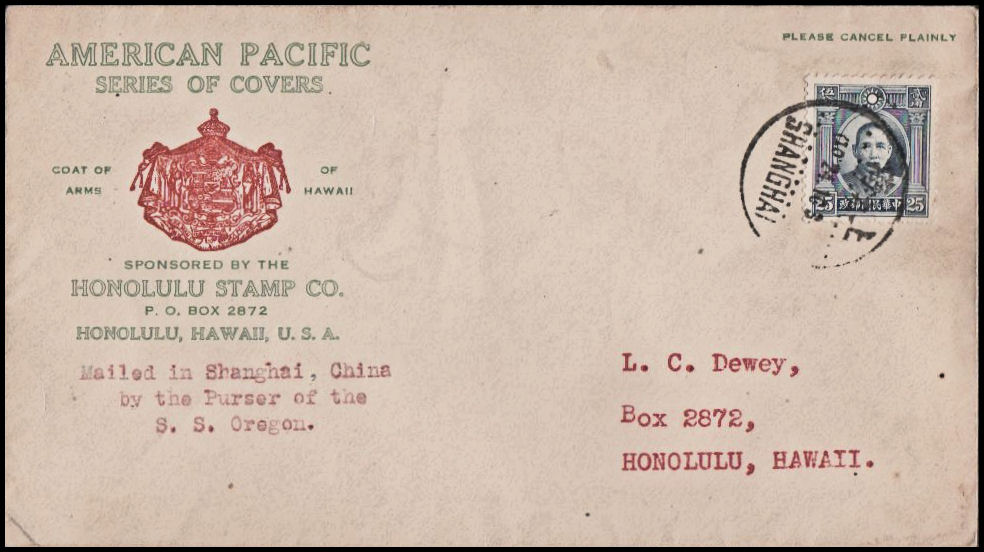 PLEASE CANCEL PLAINLY
AMERICAN PACIFIC
SERIES OF COVERS
COAT OF
ARMS
OF
HAWAII
SPONSORED BY THE
HONOLULU STAMP CO.
P. O. BOX 2872
HONOLULU, HAWAII, U. S. A.
Mailed in Shanghai, China
by the Purser of the
S. S. Oregon.
SHANGHAI
25
25
L. C. Dewey,
Box 2872,
HONOLULU, HAWAII.